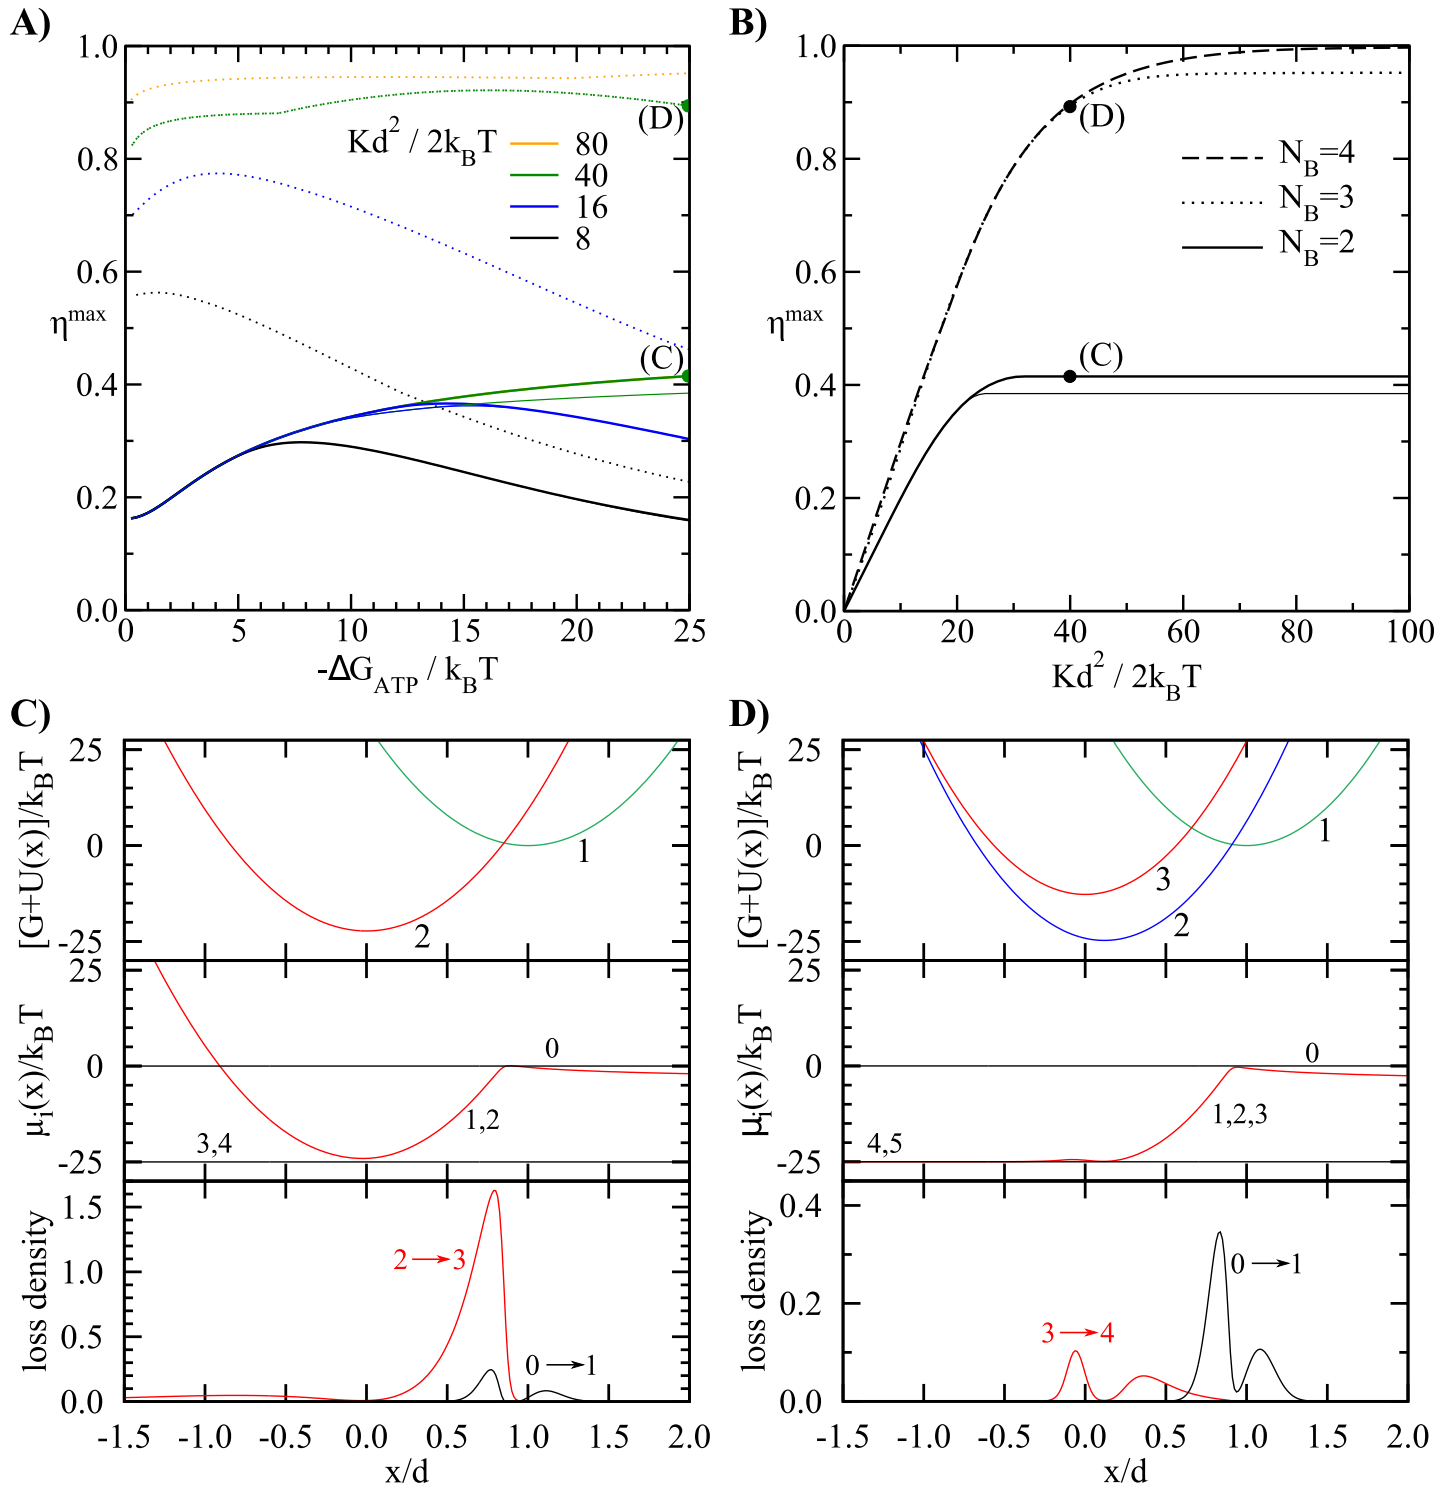 A)
1.0
0.8
0.6
0.4
0.2
0.0
η^max
Kd^2 / 2k_BT
80
40
16
8
(D)
(C)
0 5 10 15 20 25
-ΔG_ATP / k_BT
B)
1.0
0.8
0.6
0.4
0.2
0.0
η^max
(D)
(C)
N_B=4
N_B=3
N_B=2
0 20 40 60 80 100
Kd^2 / 2k_BT
C)
[G+U(x)]/k_BT
25
0
-25
1
2
μ_i(x)/k_BT
25
0
-25
0
1,2
3,4
loss density
1.5
1.0
0.5
0.0
2→3
0→1
-1.5 -1.0 -0.5 0.0 0.5 1.0 1.5 2.0
x/d
D)
[G+U(x)]/k_BT
25
0
-25
1
3
2
μ_i(x)/k_BT
25
0
-25
0
1,2,3
4,5
loss density
0.4
0.2
0.0
0→1
3→4
-1.5 -1.0 -0.5 0.0 0.5 1.0 1.5 2.0
x/d